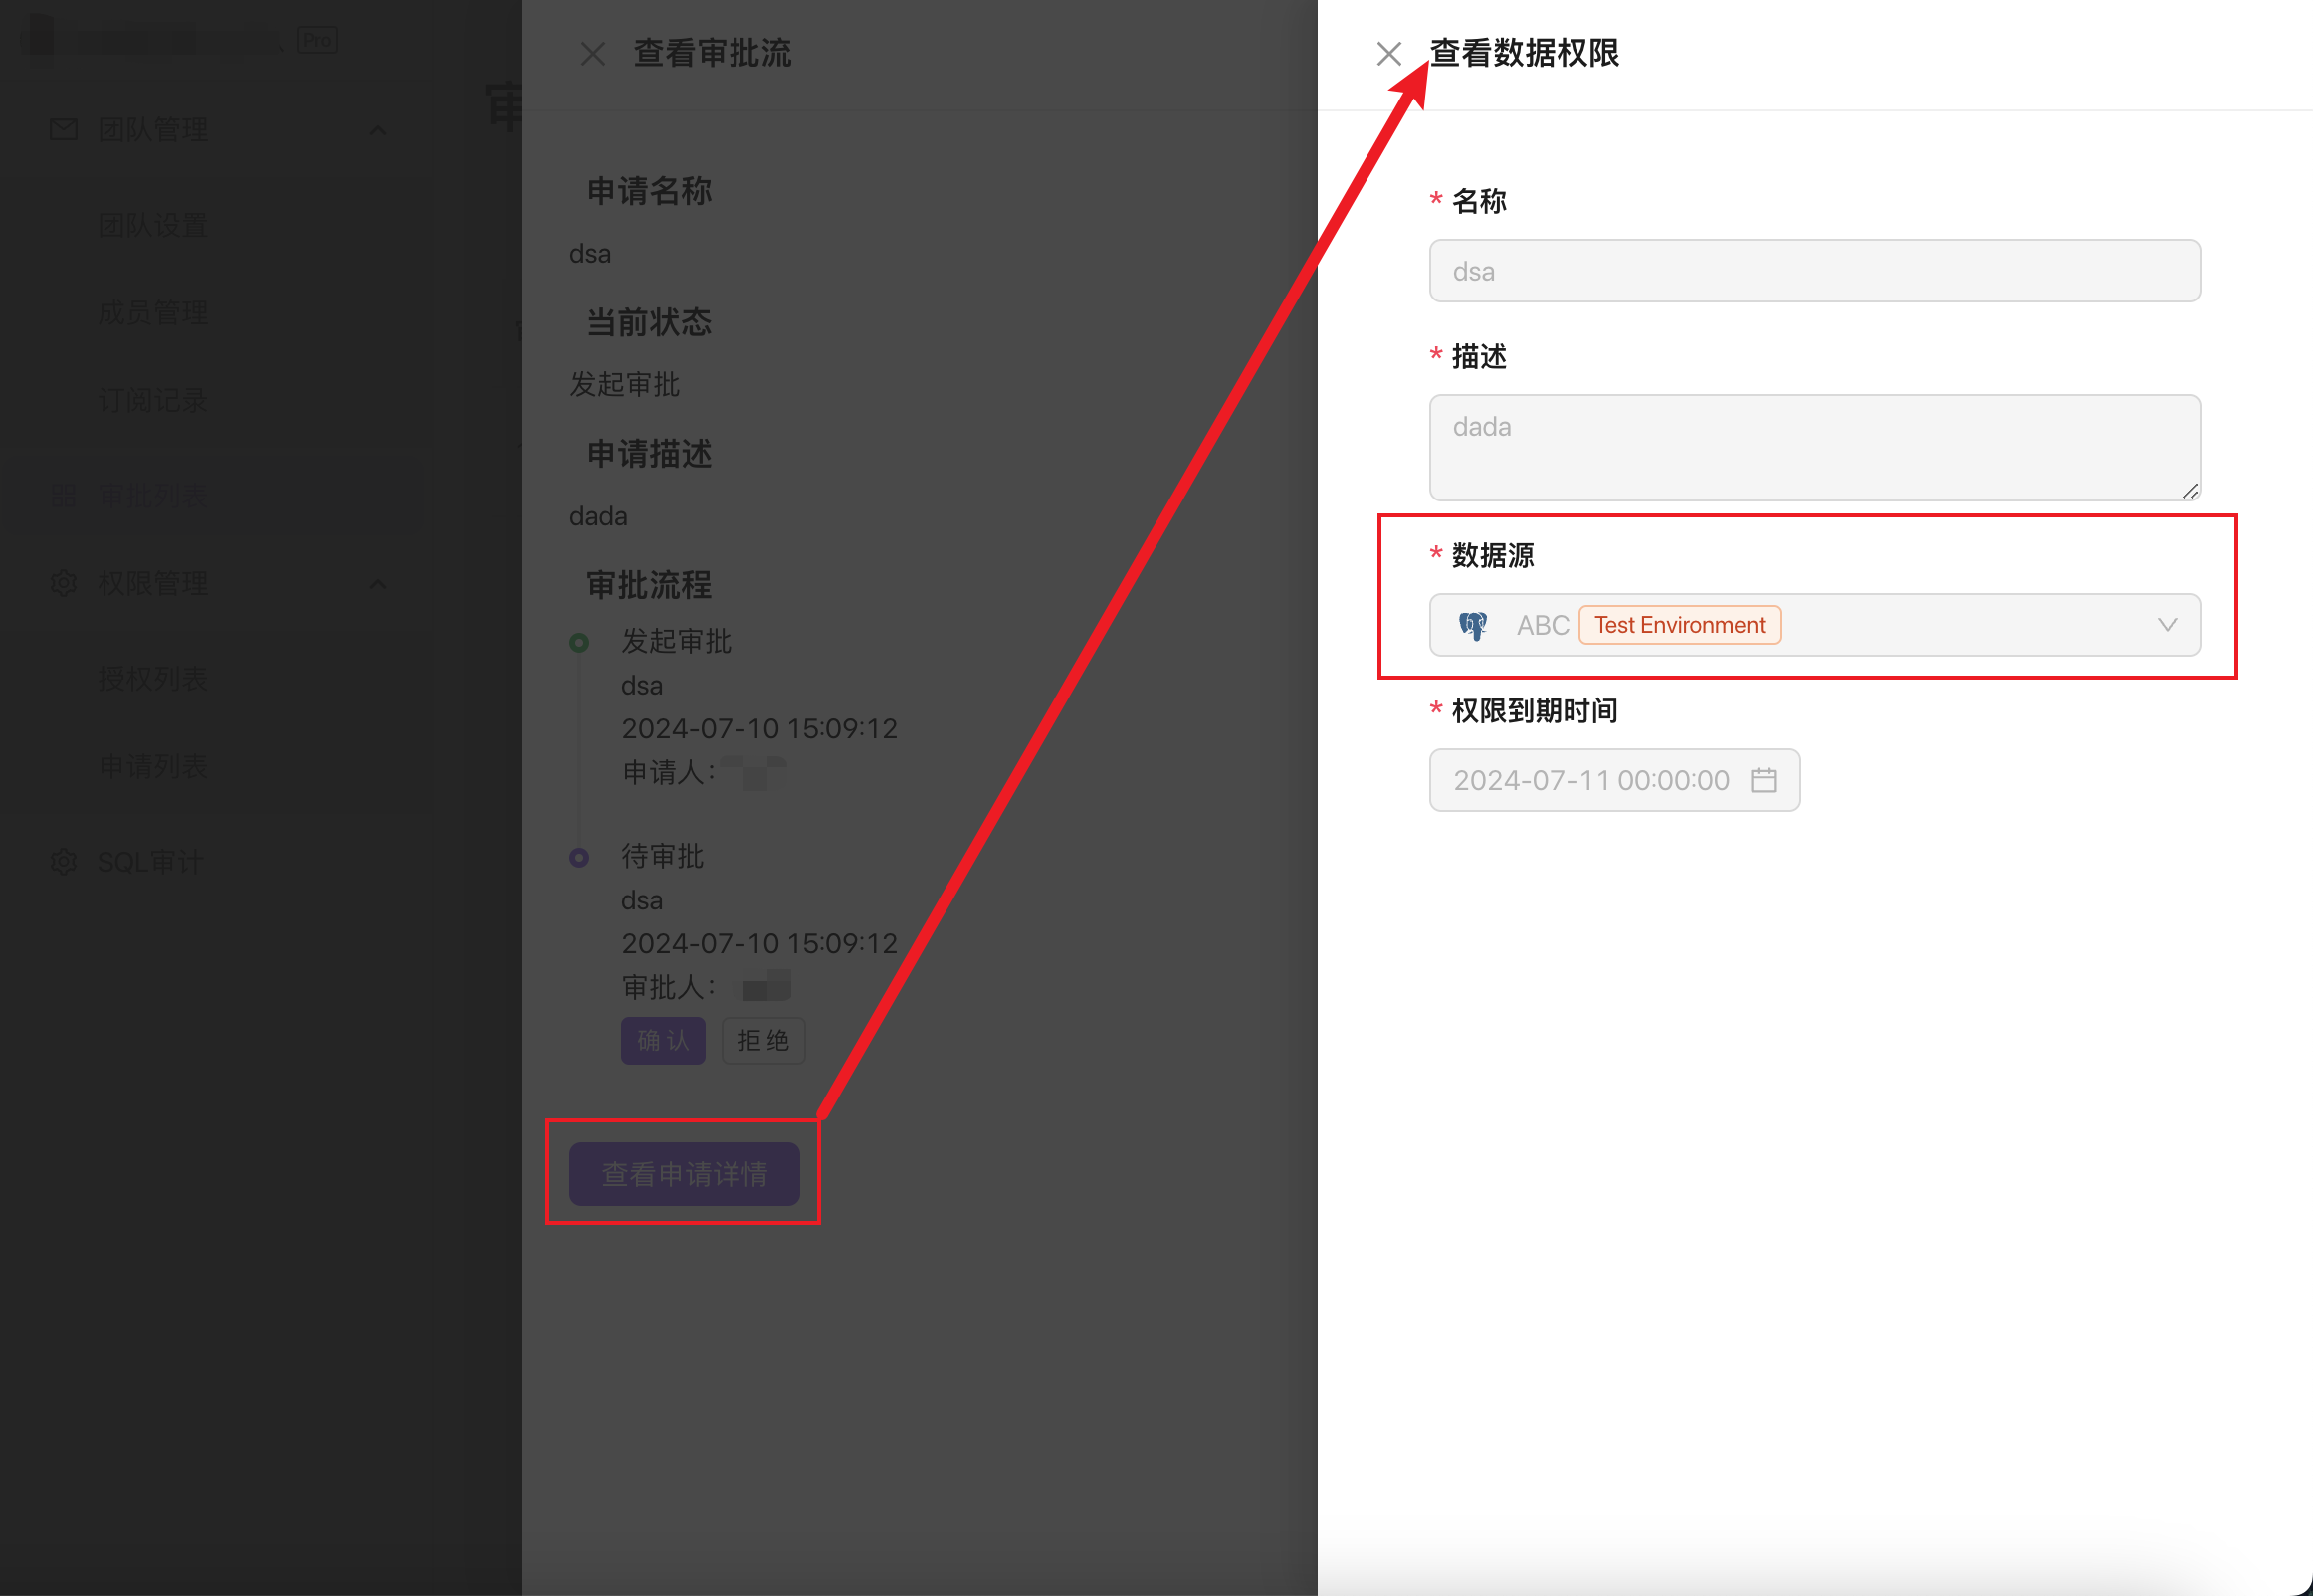 Pro
团队管理
团队设置
成员管理
订阅记录
审批列表
权限管理
授权列表
申请列表
SQL审计
审
查看审批流
申请名称
dsa
当前状态
发起审批
申请描述
dada
审批流程
发起审批
dsa
2024-07-10 15:09:12
申请人：
待审批
dsa
2024-07-10 15:09:12
审批人：
确 认 拒 绝
查看申请详情
查看数据权限
* 名称
dsa
* 描述
dada
* 数据源
ABC Test Environment
* 权限到期时间
2024-07-11 00:00:00